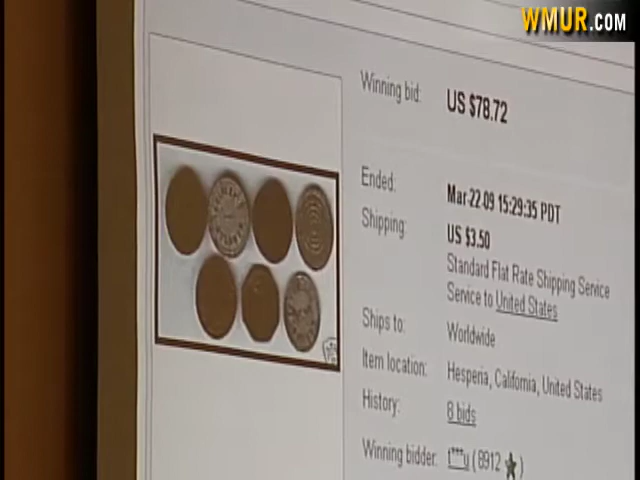 WMUR.COM
Winning bid: US $78.72
Ended: Mar-22-09 15:29:35 PDT
Shipping: US $3.50
Standard Flat Rate Shipping Service
Service to United States
Ships to: Worldwide
Item location: Hesperia, California, United States
History: 8 bids
Winning bidder: t***u ( 8912 )